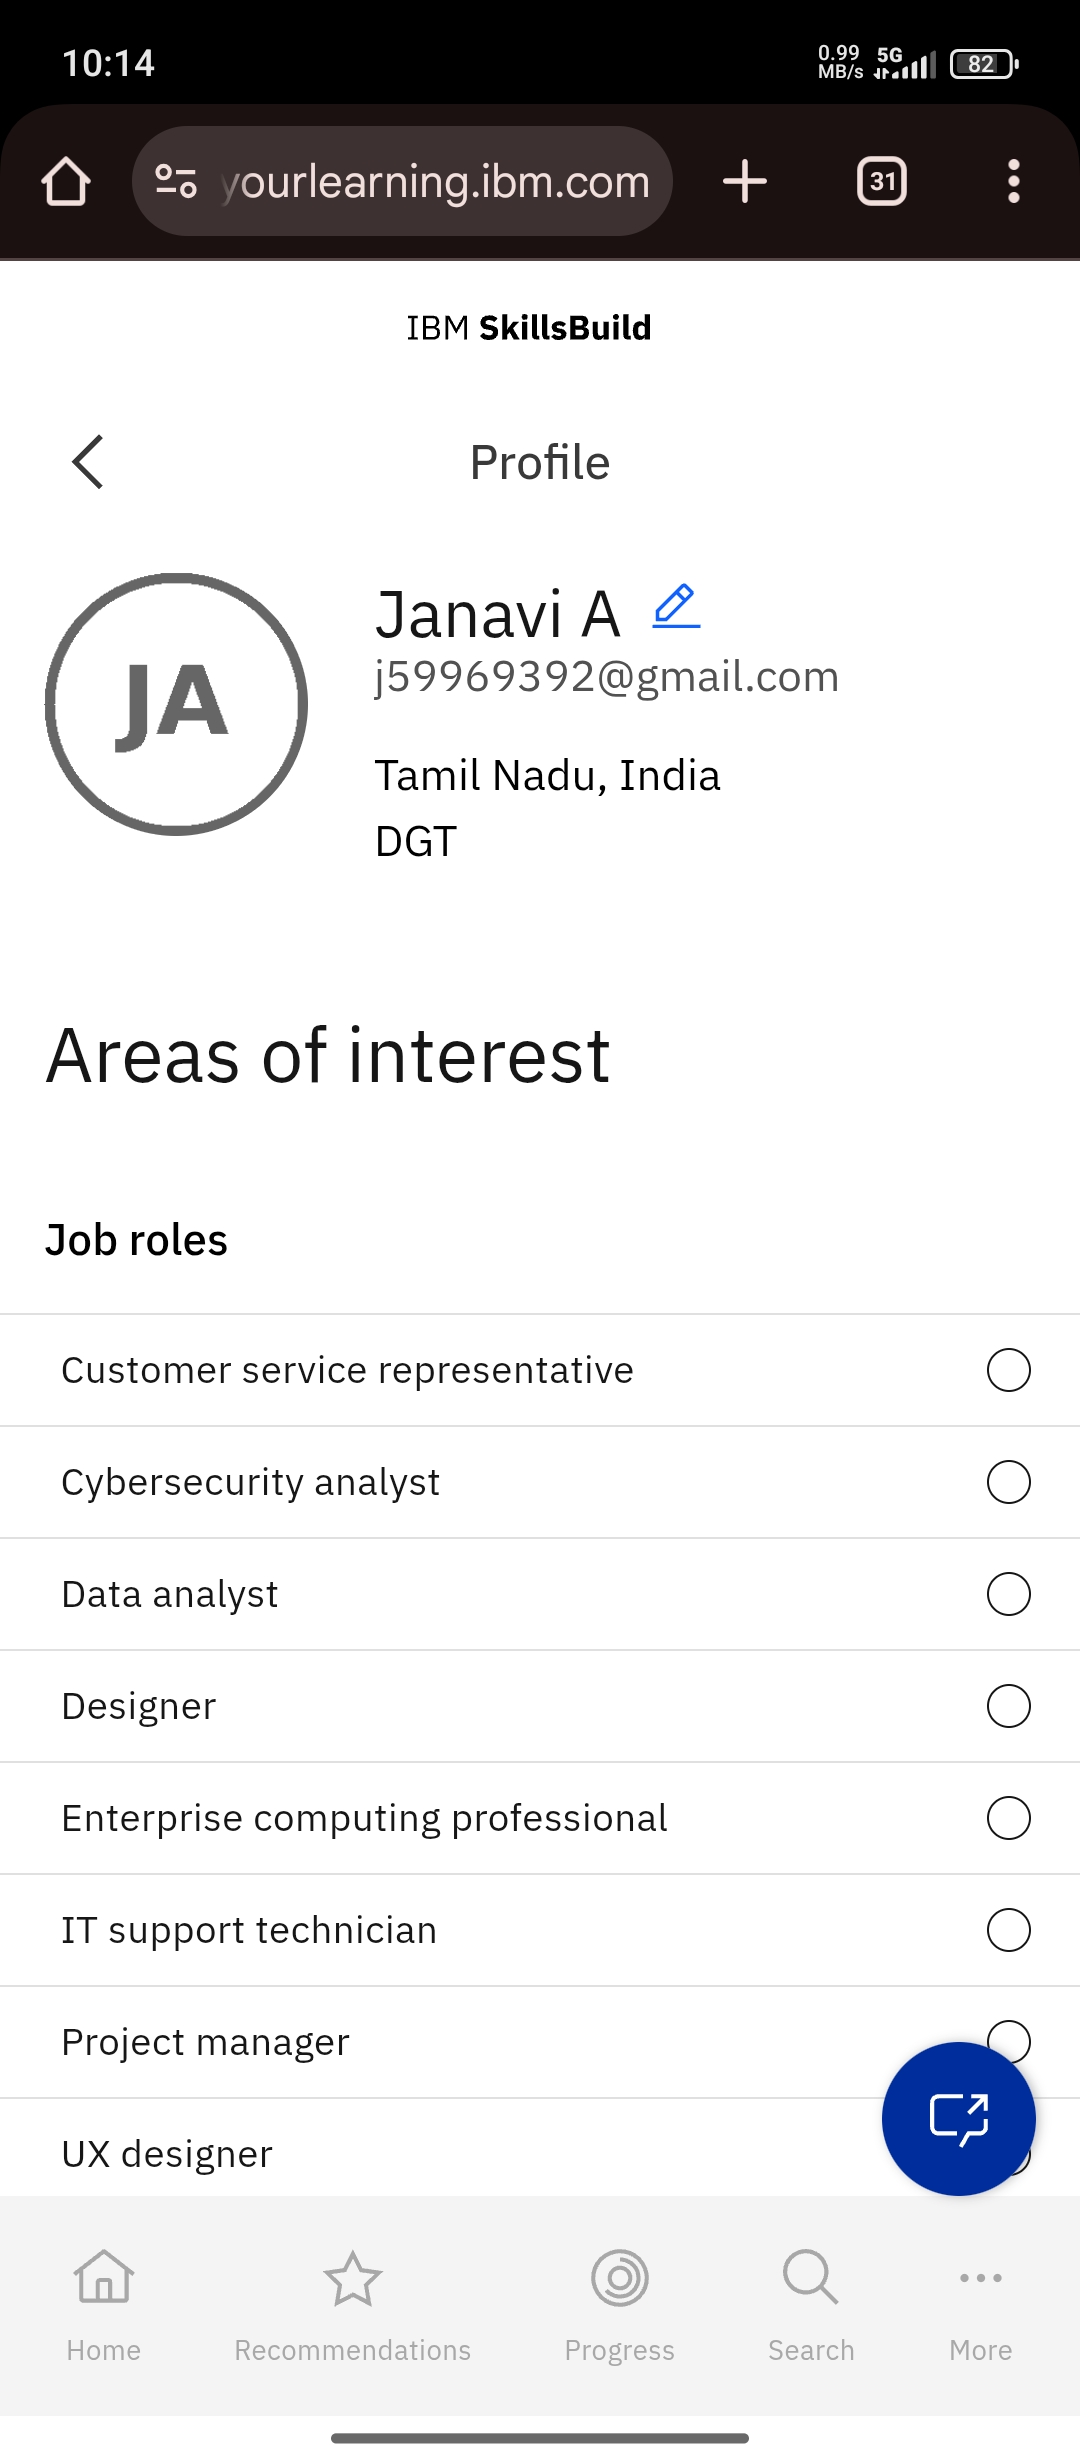 10:14
0.99
MB/s
5G
82
yourlearning.ibm.com
31
IBM SkillsBuild
Profile
JA
Janavi A
j59969392@gmail.com
Tamil Nadu, India
DGT
Areas of interest
Job roles
Customer service representative
Cybersecurity analyst
Data analyst
Designer
Enterprise computing professional
IT support technician
Project manager
UX designer
Home Recommendations Progress Search More